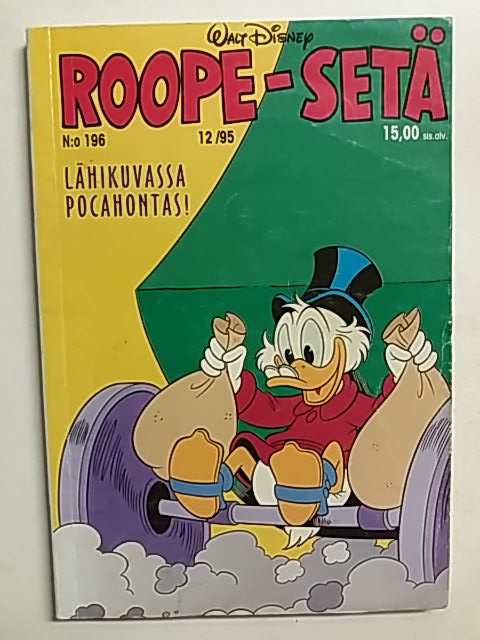 Walt Disney
ROOPE-SETÄ
N:o 196
12/95
15,00 sis.alv.
LÄHIKUVASSA
POCAHONTAS!